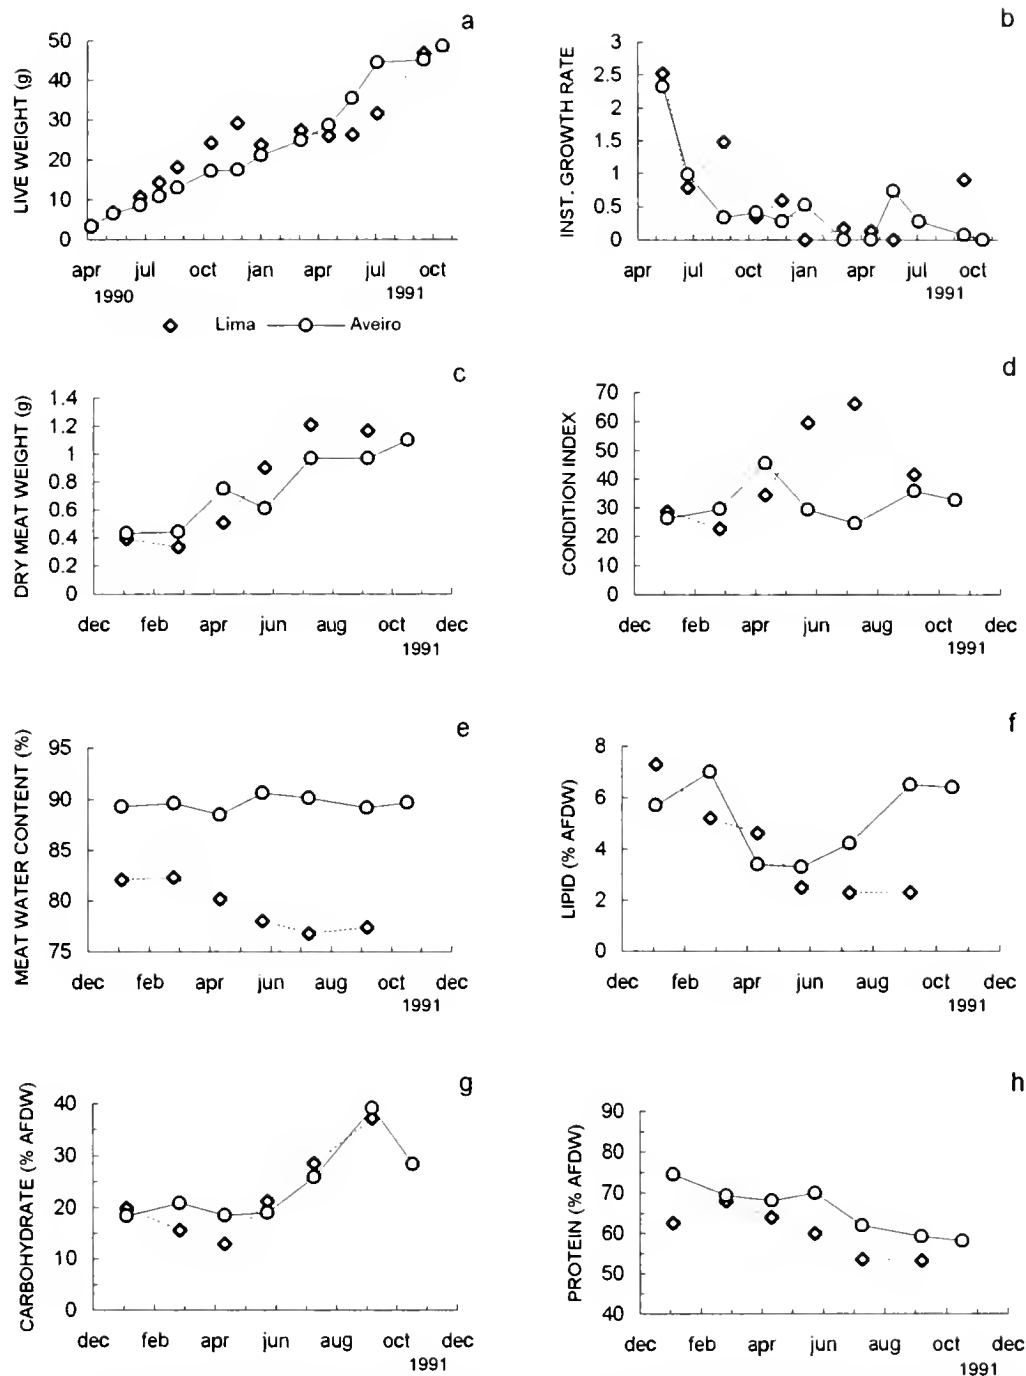 a
LIVE WEIGHT (g)
50
40
30
20
10
0
apr jul oct jan apr jul oct
1990 1991
b
INST. GROWTH RATE
3
2.5
2
1.5
1
0.5
0
apr jul oct jan apr jul oct
1991
Lima Aveiro
c
DRY MEAT WEIGHT (g)
1.4
1.2
1
0.8
0.6
0.4
0.2
0
dec feb apr jun aug oct dec
1991
d
CONDITION INDEX
70
60
50
40
30
20
10
0
dec feb apr jun aug oct dec
1991
e
MEAT WATER CONTENT (%)
95
90
85
80
75
dec feb apr jun aug oct dec
1991
f
LIPID (% AFDW)
8
6
4
2
0
dec feb apr jun aug oct dec
1991
g
CARBOHYDRATE (% AFDW)
40
30
20
10
0
dec feb apr jun aug oct dec
1991
h
PROTEIN (% AFDW)
90
80
70
60
50
40
dec feb apr jun aug oct dec
1991